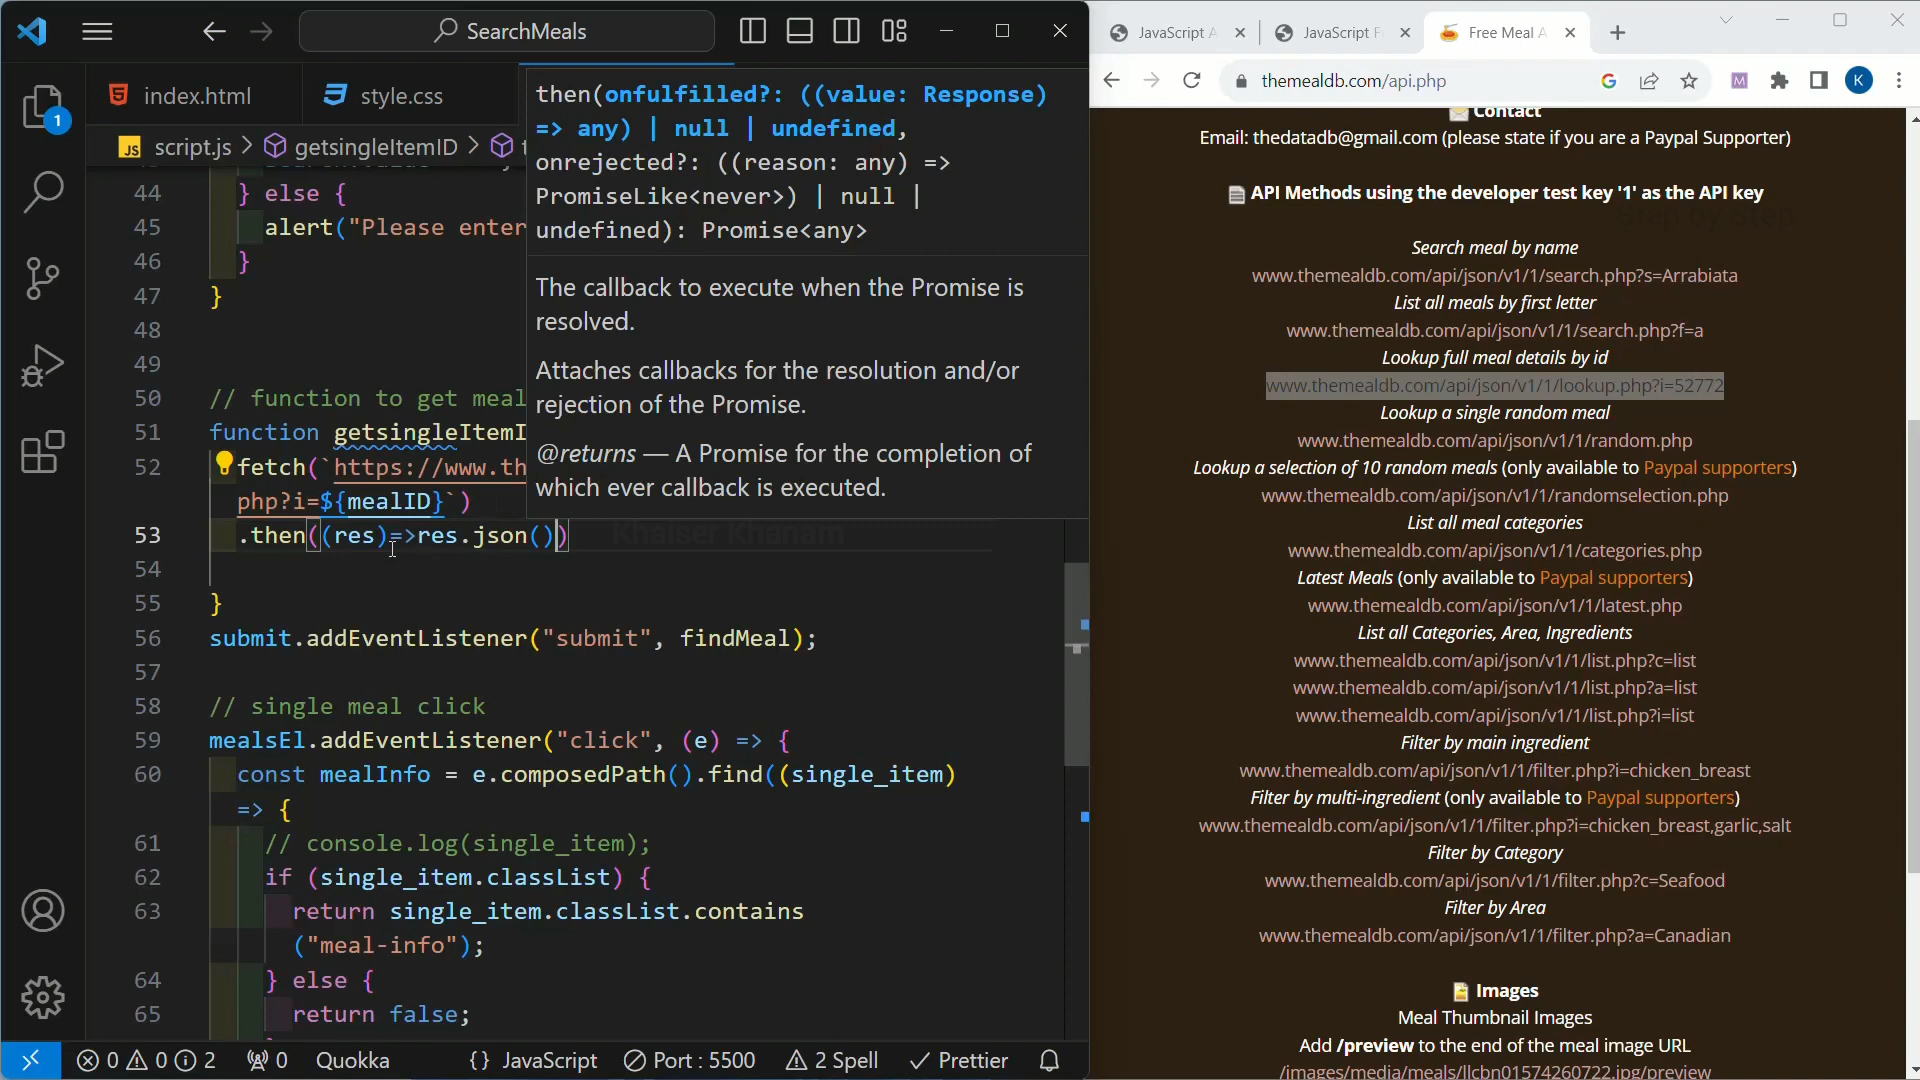 SearchMeals
index.html
style.css
script.js > getsingleItemID >
then(onfulfilled?: ((value: Response)
=> any) | null | undefined,
onrejected?: ((reason: any) =>
PromiseLike<never>) | null |
undefined): Promise<any>
The callback to execute when the Promise is
resolved.
Attaches callbacks for the resolution and/or
rejection of the Promise.
@returns — A Promise for the completion of
which ever callback is executed.
44 } else {
45 alert("Please enter
46 }
47 }
48
49
50 // function to get meal
51 function getsingleItemI
52 fetch(`https://www.th
php?i=${mealID}`)
53 .then((res)=>res.json())
Khaiser Khanam
54
55 }
56 submit.addEventListener("submit", findMeal);
57
58 // single meal click
59 mealsEl.addEventListener("click", (e) => {
60 const mealInfo = e.composedPath().find((single_item)
=> {
61 // console.log(single_item);
62 if (single_item.classList) {
63 return single_item.classList.contains
("meal-info");
64 } else {
65 return false;
1
0 0 2 0 Quokka {} JavaScript Port : 5500 2 Spell Prettier
JavaScript A
JavaScript F
Free Meal A
themealdb.com/api.php
K
Contact
Email: thedatadb@gmail.com (please state if you are a Paypal Supporter)
API Methods using the developer test key '1' as the API key
Step by Step
Search meal by name
www.themealdb.com/api/json/v1/1/search.php?s=Arrabiata
List all meals by first letter
www.themealdb.com/api/json/v1/1/search.php?f=a
Lookup full meal details by id
www.themealdb.com/api/json/v1/1/lookup.php?i=52772
Lookup a single random meal
www.themealdb.com/api/json/v1/1/random.php
Lookup a selection of 10 random meals (only available to Paypal supporters)
www.themealdb.com/api/json/v1/1/randomselection.php
List all meal categories
www.themealdb.com/api/json/v1/1/categories.php
Latest Meals (only available to Paypal supporters)
www.themealdb.com/api/json/v1/1/latest.php
List all Categories, Area, Ingredients
www.themealdb.com/api/json/v1/1/list.php?c=list
www.themealdb.com/api/json/v1/1/list.php?a=list
www.themealdb.com/api/json/v1/1/list.php?i=list
Filter by main ingredient
www.themealdb.com/api/json/v1/1/filter.php?i=chicken_breast
Filter by multi-ingredient (only available to Paypal supporters)
www.themealdb.com/api/json/v1/1/filter.php?i=chicken_breast,garlic,salt
Filter by Category
www.themealdb.com/api/json/v1/1/filter.php?c=Seafood
Filter by Area
www.themealdb.com/api/json/v1/1/filter.php?a=Canadian
Images
Meal Thumbnail Images
Add /preview to the end of the meal image URL
/images/media/meals/llcbn01574260722.jpg/preview